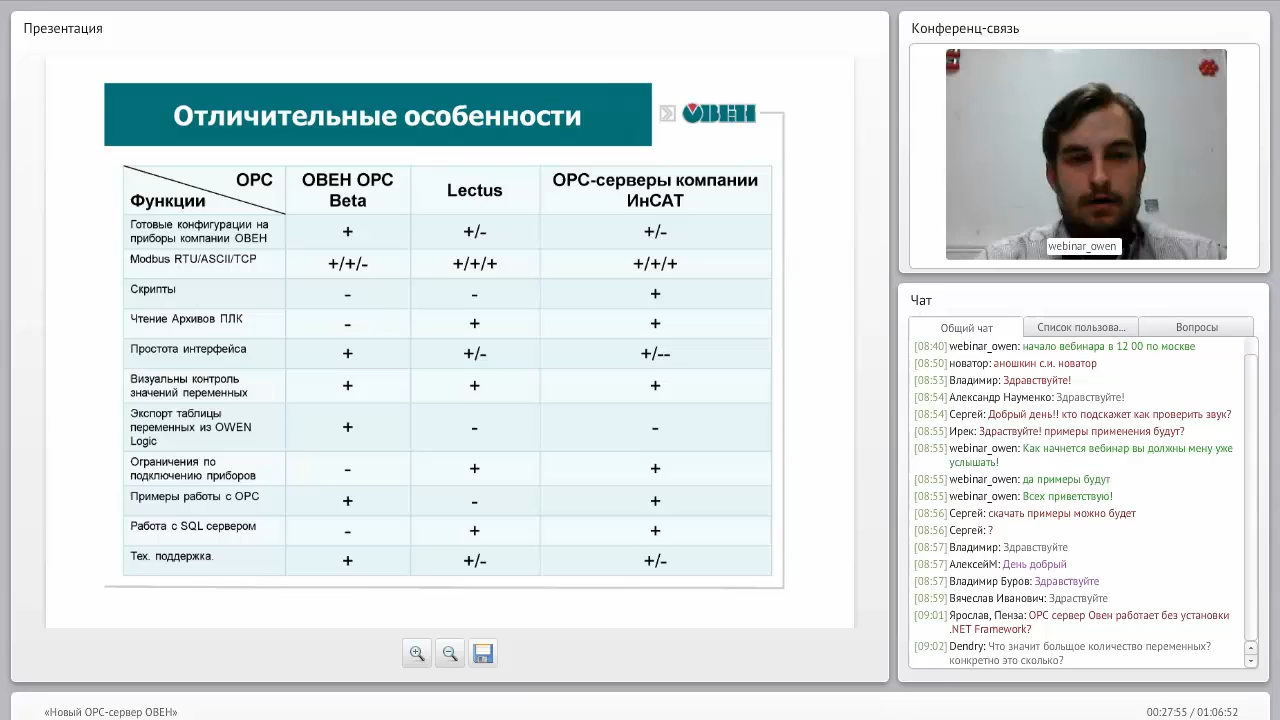 Презентация
Отличительные особенности
ОВЕН
OPC
Функции
ОВЕН OPC
Beta
Lectus
OPC-серверы компании
ИнСАТ
Готовые конфигурации на
приборы компании ОВЕН
+
+/-
+/-
Modbus RTU/ASCII/TCP
+/+/-
+/+/+
+/+/+
Скрипты
-
-
+
Чтение Архивов ПЛК
-
+
+
Простота интерфейса
+
+/-
+/--
Визуальны контроль
значений переменных
+
+
+
Экспорт таблицы
переменных из OWEN
Logic
+
-
-
Ограничения по
подключению приборов
-
+
+
Примеры работы с OPC
+
-
+
Работа с SQL сервером
-
+
+
Тех. поддержка.
+
+/-
+/-
Конференц-связь
webinar_owen
Чат
Общий чат
Список пользова...
Вопросы
[08:40] webinar_owen: начало вебинара в 12 00 по москве
[08:50] новатор: аношкин с.и. новатор
[08:53] Владимир: Здравствуйте!
[08:54] Александр Науменко: Здравствуйте!
[08:54] Сергей: Добрый день!! кто подскажет как проверить звук?
[08:55] Ирек: Здраствуйте! примеры применения будут?
[08:55] webinar_owen: Как начнется вебинар вы должны мену уже
услышать!
[08:55] webinar_owen: да примеры будут
[08:55] webinar_owen: Всех приветствую!
[08:56] Сергей: скачать примеры можно будет
[08:56] Сергей: ?
[08:57] Владимир: Здравствуйте
[08:57] АлексейМ: День добрый
[08:57] Владимир Буров: Здравствуйте
[08:59] Вячеслав Иванович: Здраствуйте
[09:01] Ярослав, Пенза: OPC сервер Овен работает без установки
.NET Framework?
[09:02] Dendry: Что значит большое количество переменных?
конкретно это сколько?
«Новый OPC-сервер ОВЕН»
00:27:55 / 01:06:52